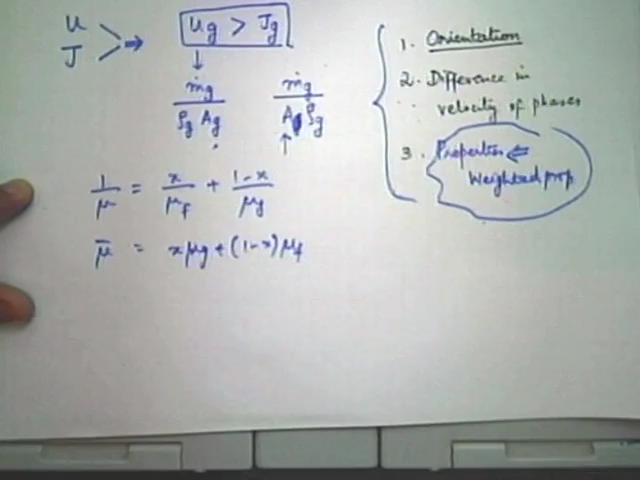 U
J
⇒ Ug > Jg
↓
ṁg / ρg Ag
ṁg / A ρg
↑
1/μ = x/μf + 1-x/μg
μ̄ = xμg + (1-x)μf
1. Orientation
2. Difference in
velocity of phases
3. Properties ⇐
Weighted prop